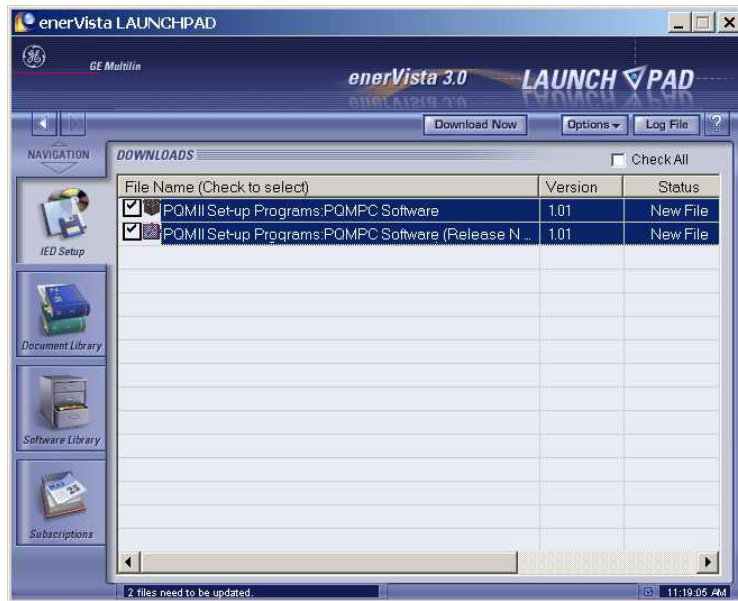 enerVista LAUNCHPAD
GE Multilin
enerVista 3.0 LAUNCH PAD
Download Now Options Log File ?
NAVIGATION
DOWNLOADS Check All
File Name (Check to select) Version Status
PQMII Set-up Programs:PQMPC Software 1.01 New File
PQMII Set-up Programs:PQMPC Software (Release N ... 1.01 New File
IED Setup
Document Library
Software Library
Subscriptions
2 files need to be updated. 11:19:05 AM